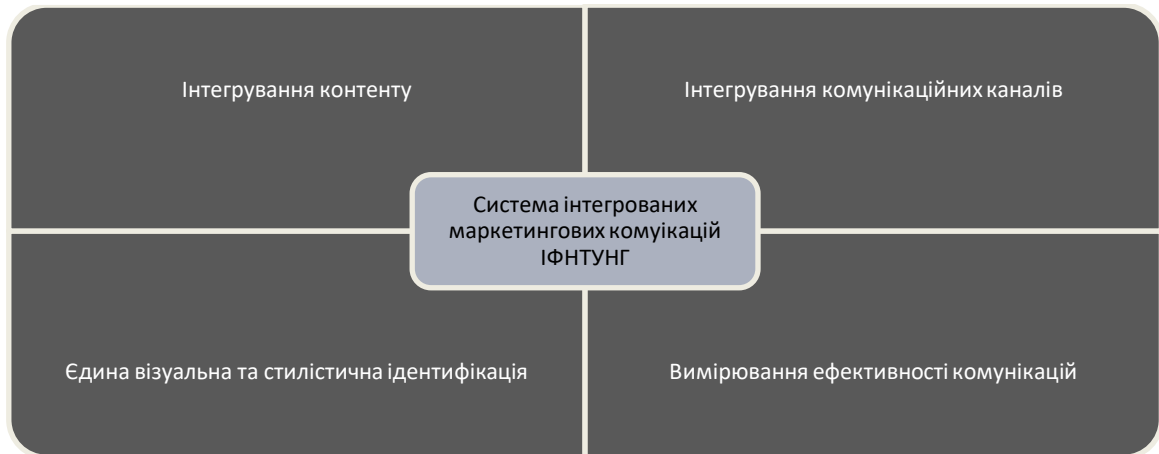 Інтегрування контенту
Інтегрування комунікаційних каналів
Система інтегрованих
маркетингових комуікацій
ІФНТУНГ
Єдина візуальна та стилістична ідентифікація
Вимірювання ефективності комунікацій